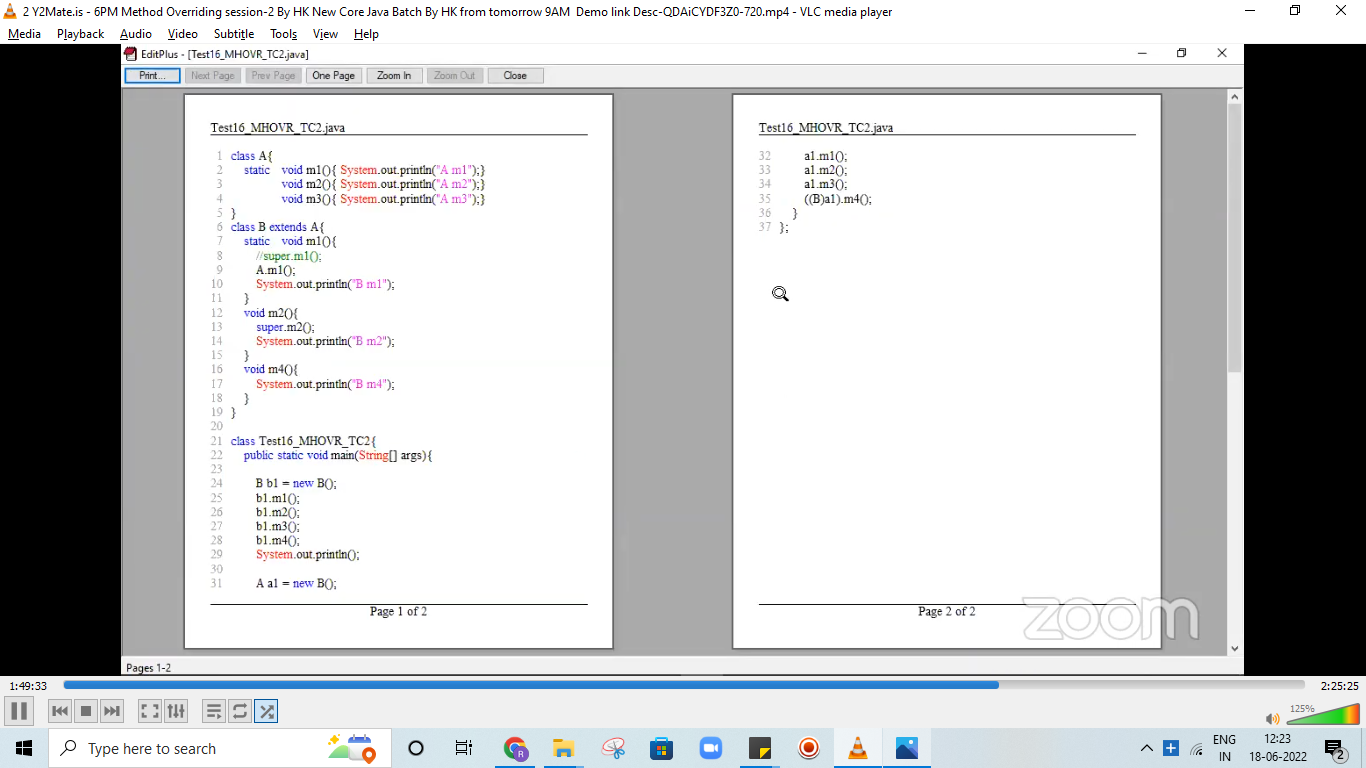 2 Y2Mate.is - 6PM Method Overriding session-2 By HK New Core Java Batch By HK from tomorrow 9AM  Demo link Desc-QDAiCYDF3Z0-720.mp4 - VLC media player
Media Playback Audio Video Subtitle Tools View Help
EditPlus - [Test16_MHOVR_TC2.java]
Print... Next Page Prev Page One Page Zoom In Zoom Out Close
Test16_MHOVR_TC2.java
1 class A{
2 static void m1(){ System.out.println("A m1");}
3 void m2(){ System.out.println("A m2");}
4 void m3(){ System.out.println("A m3");}
5 }
6 class B extends A{
7 static void m1(){
8 //super.m1();
9 A.m1();
10 System.out.println("B m1");
11 }
12 void m2(){
13 super.m2();
14 System.out.println("B m2");
15 }
16 void m4(){
17 System.out.println("B m4");
18 }
19 }
20
21 class Test16_MHOVR_TC2{
22 public static void main(String[] args){
23
24 B b1 = new B();
25 b1.m1();
26 b1.m2();
27 b1.m3();
28 b1.m4();
29 System.out.println();
30
31 A a1 = new B();
Page 1 of 2
Test16_MHOVR_TC2.java
32 a1.m1();
33 a1.m2();
34 a1.m3();
35 ((B)a1).m4();
36 }
37 };
Page 2 of 2
zoom
Pages 1-2
1:49:33 2:25:25
125%
Type here to search
R
ENG
IN
12:23
18-06-2022
2